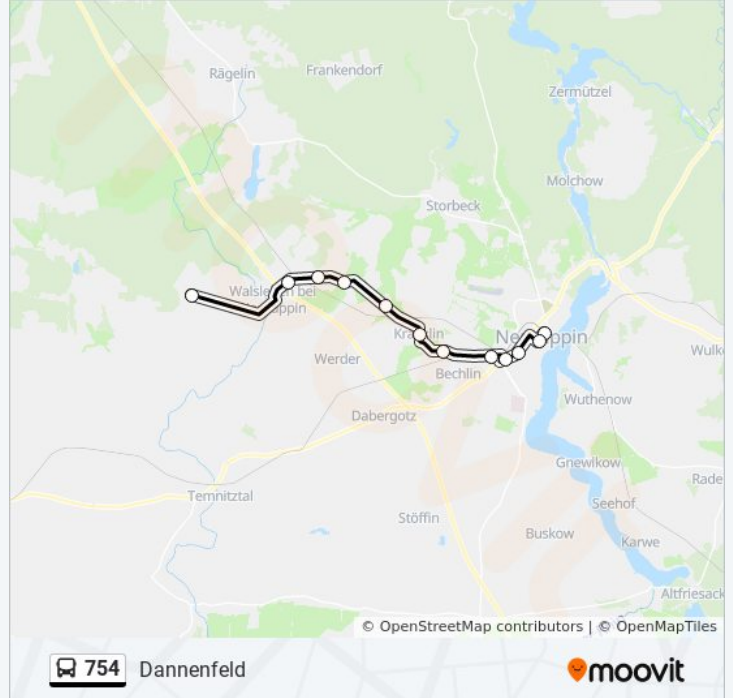 Rägelin
Frankendorf
Zermützel
Molchow
Storbeck
Walsleben bei
Neuruppin
Werder
Bechlin
Wulk
Wuthenow
Dabergotz
Gnewikow
Rade
Temnitztal
Seehof
Stöffin
Buskow
Karwe
Altfriesack
© OpenStreetMap contributors | © OpenMapTiles
754 Dannenfeld
moovit